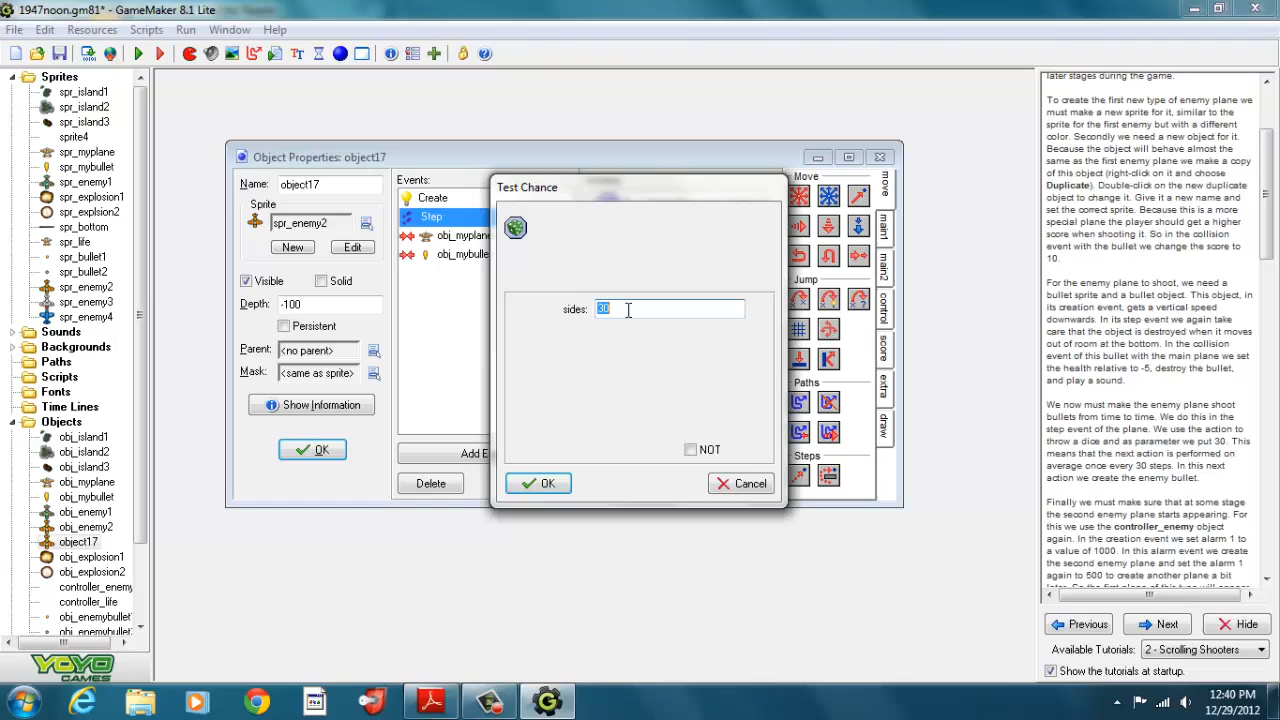 1947noon.gm81* - GameMaker 8.1 Lite
File Edit Resources Scripts Run Window Help
Sprites
spr_island1
spr_island2
spr_island3
sprite4
spr_myplane
spr_mybullet
spr_enemy1
spr_explosion1
spr_explsion2
spr_bottom
spr_life
spr_bullet1
spr_bullet2
spr_enemy2
spr_enemy3
spr_enemy4
Sounds
Backgrounds
Paths
Scripts
Fonts
Time Lines
Objects
obj_island1
obj_island2
obj_island3
obj_myplane
obj_mybullet
obj_enemy1
obj_enemy2
object17
obj_explosion1
obj_explosion2
controller_enemy
controller_life
obj_enemybullet
obj_enemybullet
YOYO
GAMES
Object Properties: object17
Name: object17
Sprite
spr_enemy2
New Edit
Visible Solid
Depth: -100
Persistent
Parent: <no parent>
Mask: <same as sprite>
Show Information
OK
Events:
Create
Step
obj_myplane
obj_mybulle
Add E
Delete
Test Chance
sides: 30
NOT
OK Cancel
Move
Jump
Paths
Steps
move
main1
main2
control
score
extra
draw
later stages during the game.
To create the first new type of enemy plane we
must make a new sprite for it, similar to the
sprite for the first enemy but with a different
color. Secondly we need a new object for it.
Because the object will behave almost the
same as the first enemy plane we make a copy
of this object (right-click on it and choose
Duplicate). Double-click on the new duplicate
object to change it. Give it a new name and
set the correct sprite. Because this is a more
special plane the player should get a higher
score when shooting it. So in the collision
event with the bullet we change the score to
10.
For the enemy plane to shoot, we need a
bullet sprite and a bullet object. This object, in
its creation event, gets a vertical speed
downwards. In its step event we again take
care that the object is destroyed when it moves
out of room at the bottom. In the collision
event of this bullet with the main plane we set
the health relative to -5, destroy the bullet,
and play a sound.
We now must make the enemy plane shoot
bullets from time to time. We do this in the
step event of the plane. We use the action to
throw a dice and as parameter we put 30. This
means that the next action is performed on
average once every 30 steps. In this next
action we create the enemy bullet.
Finally we must make sure that at some stage
the second enemy plane starts appearing. For
this we use the controller_enemy object
again. In the creation event we set alarm 1 to
a value of 1000. In this alarm event we create
the second enemy plane and set the alarm 1
again to 500 to create another plane a bit
Previous Next Hide
Available Tutorials: 2 - Scrolling Shooters
Show the tutorials at startup.
12:40 PM
12/29/2012